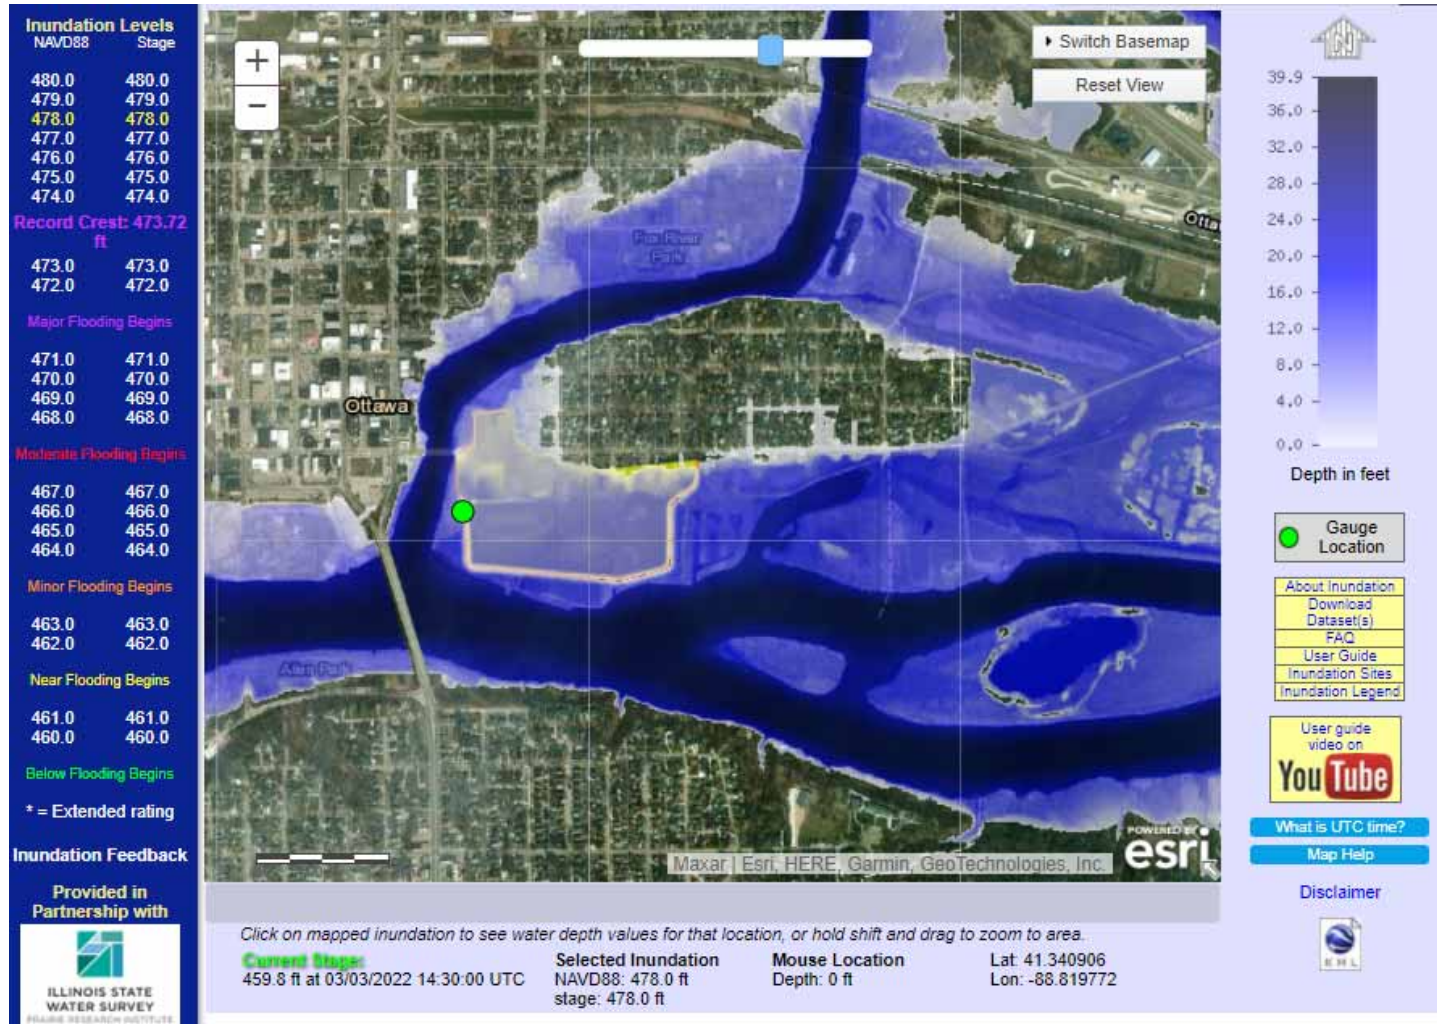 Inundation Levels
NAVD88 Stage
480.0 480.0
479.0 479.0
478.0 478.0
477.0 477.0
476.0 476.0
475.0 475.0
474.0 474.0
Record Crest: 473.72
ft
473.0 473.0
472.0 472.0
Major Flooding Begins
471.0 471.0
470.0 470.0
469.0 469.0
468.0 468.0
Moderate Flooding Begins
467.0 467.0
466.0 466.0
465.0 465.0
464.0 464.0
Minor Flooding Begins
463.0 463.0
462.0 462.0
Near Flooding Begins
461.0 461.0
460.0 460.0
Below Flooding Begins
* = Extended rating
Inundation Feedback
Provided in
Partnership with
ILLINOIS STATE
WATER SURVEY
PRAIRIE RESEARCH INSTITUTE
+
−
Switch Basemap
Reset View
Fox River
Park
Otta
Ottawa
Allen Park
POWERED BY
esri
Maxar | Esri, HERE, Garmin, GeoTechnologies, Inc.
Click on mapped inundation to see water depth values for that location, or hold shift and drag to zoom to area.
Current Stage:
459.8 ft at 03/03/2022 14:30:00 UTC
Selected Inundation
NAVD88: 478.0 ft
stage: 478.0 ft
Mouse Location
Depth: 0 ft
Lat: 41.340906
Lon: -88.819772
N
39.9
36.0
32.0
28.0
24.0
20.0
16.0
12.0
8.0
4.0
0.0
Depth in feet
Gauge
Location
About Inundation
Download
Dataset(s)
FAQ
User Guide
Inundation Sites
Inundation Legend
User guide
video on
YouTube
What is UTC time?
Map Help
Disclaimer
KML